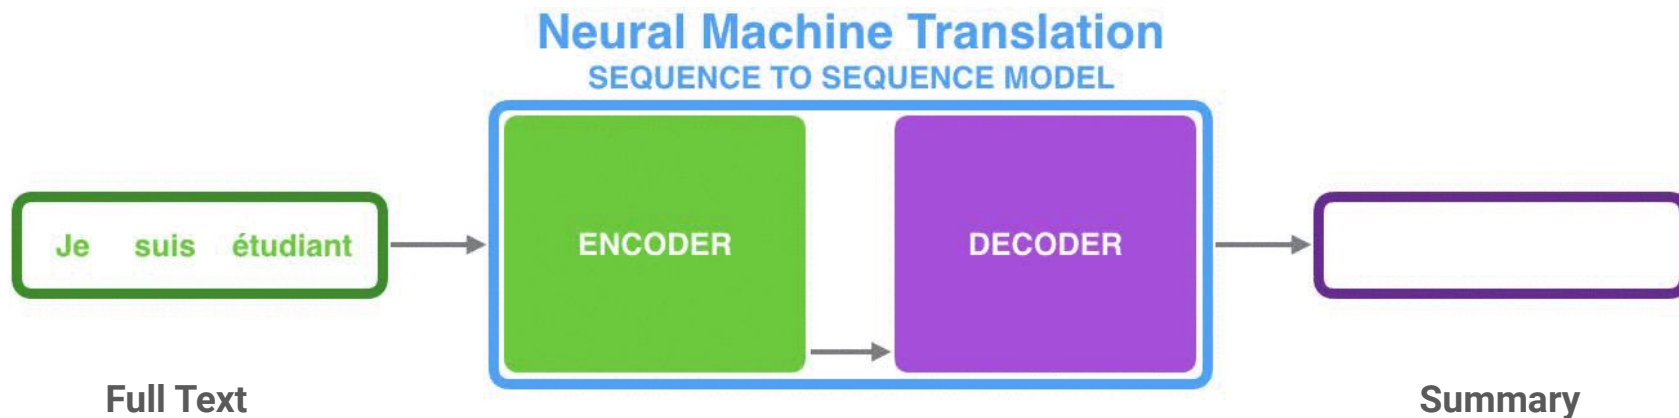 Neural Machine Translation
SEQUENCE TO SEQUENCE MODEL
Je suis étudiant
ENCODER
DECODER
Full Text
Summary